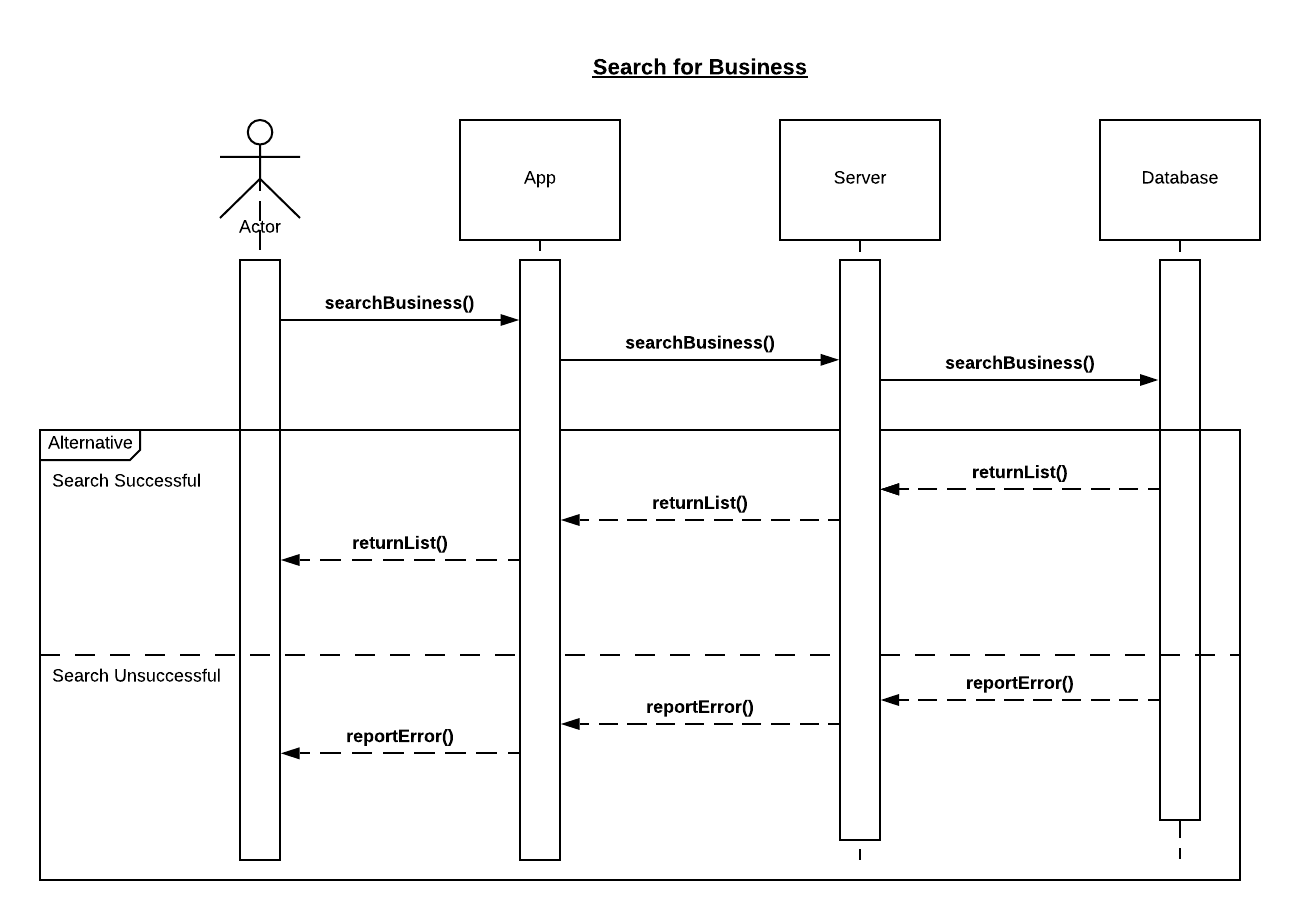 Search for Business
Actor
App
Server
Database
searchBusiness()
searchBusiness()
searchBusiness()
Alternative
Search Successful
returnList()
returnList()
returnList()
Search Unsuccessful
reportError()
reportError()
reportError()